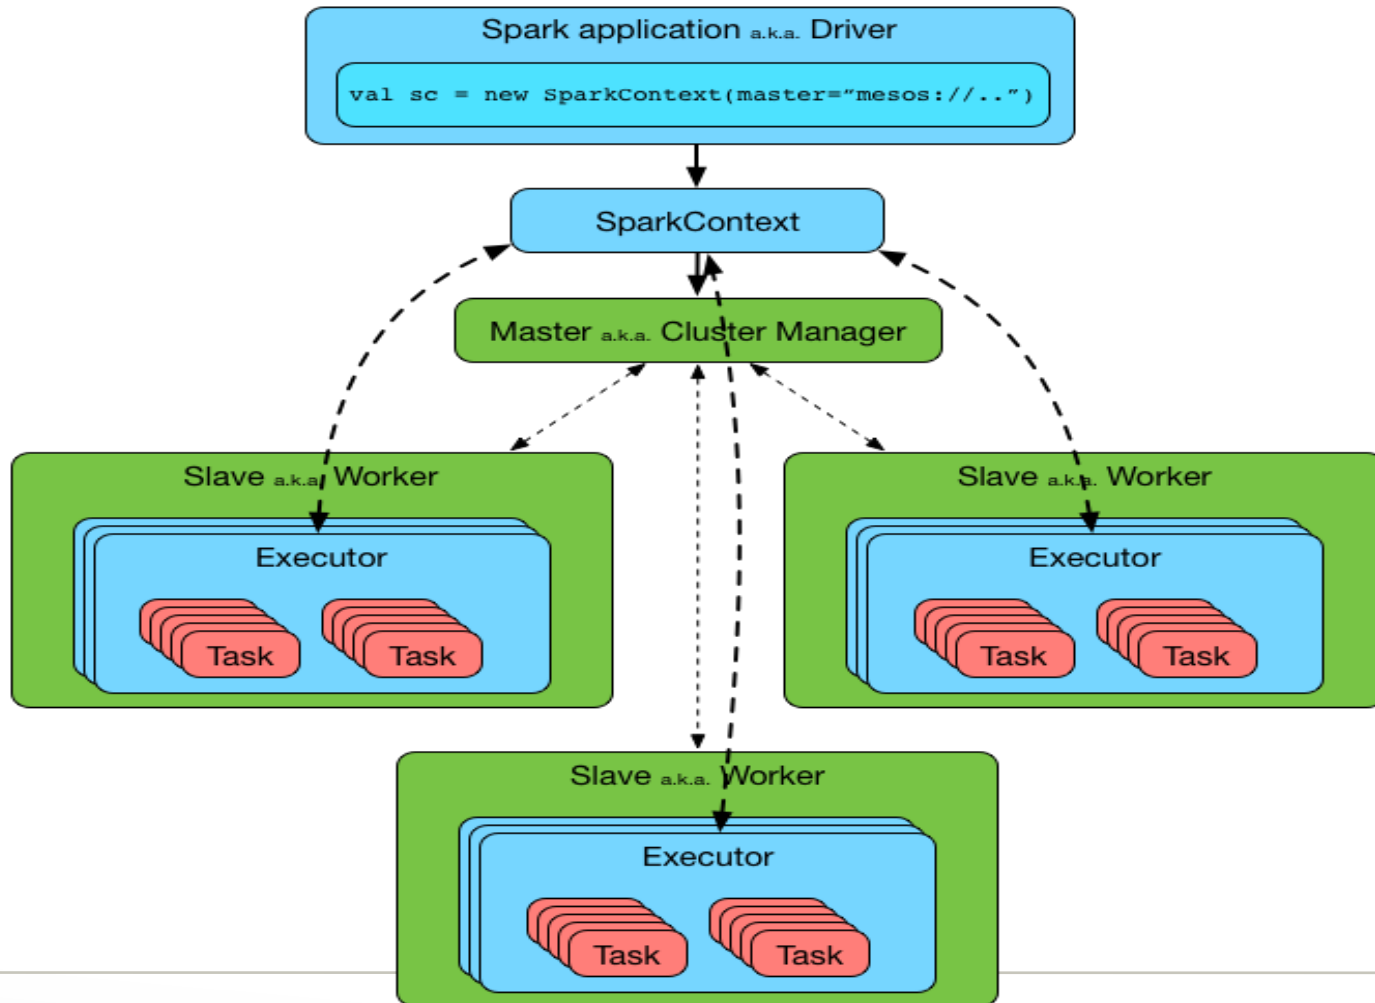 Spark application a.k.a. Driver
val sc = new SparkContext(master=”mesos://..”)
SparkContext
Master a.k.a. Cluster Manager
Slave a.k.a. Worker
Executor
Task
Task
Slave a.k.a. Worker
Executor
Task
Task
Slave a.k.a. Worker
Executor
Task
Task